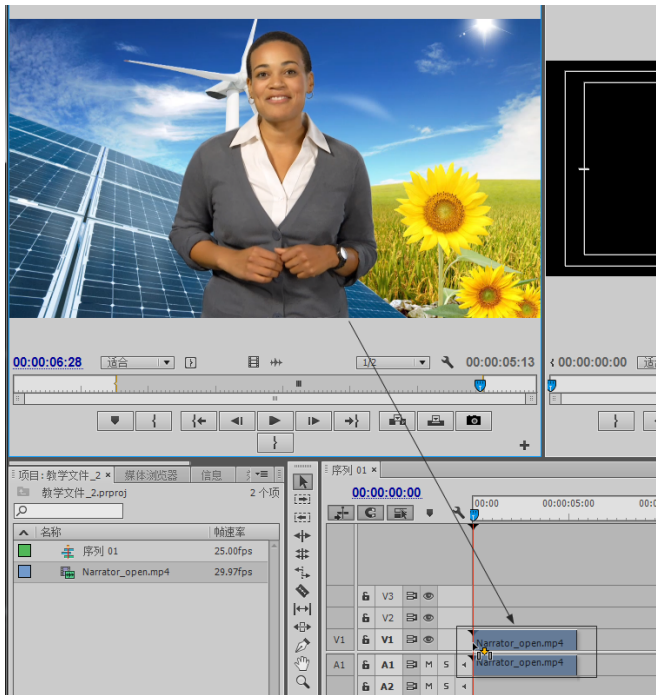 00:00:06:28 适合 1/2 00:00:05:13
00:00:00:00
项目:教学文件_2 × 媒体浏览器 信息
教学文件_2.prproj 2 个项
名称 帧速率
序列 01 25.00fps
Narrator_open.mp4 29.97fps
序列 01 ×
00:00:00:00
00:00 00:00:05:00
V3
V2
V1 V1 Narrator_open.mp4
A1 A1 M S Narrator_open.mp4
A2 M S